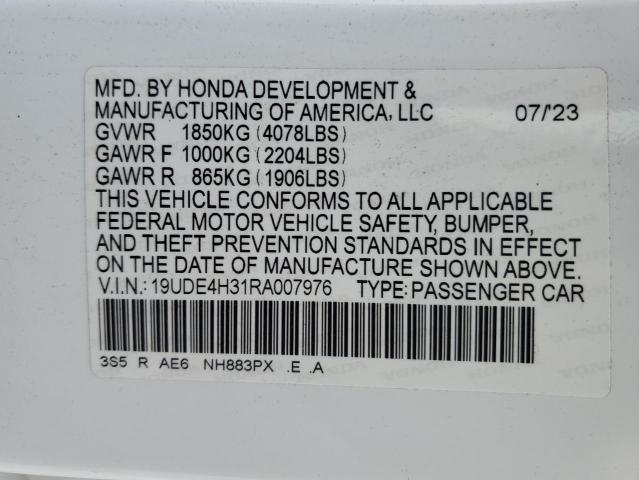 MFD. BY HONDA DEVELOPMENT &
MANUFACTURING OF AMERICA, LLC 07/'23
GVWR 1850KG (4078LBS)
GAWR F 1000KG (2204LBS)
GAWR R 865KG (1906LBS)
THIS VEHICLE CONFORMS TO ALL APPLICABLE
FEDERAL MOTOR VEHICLE SAFETY, BUMPER,
AND THEFT PREVENTION STANDARDS IN EFFECT
ON THE DATE OF MANUFACTURE SHOWN ABOVE.
V.I.N.: 19UDE4H31RA007976 TYPE: PASSENGER CAR
3S5 R AE6 NH883PX .E .A